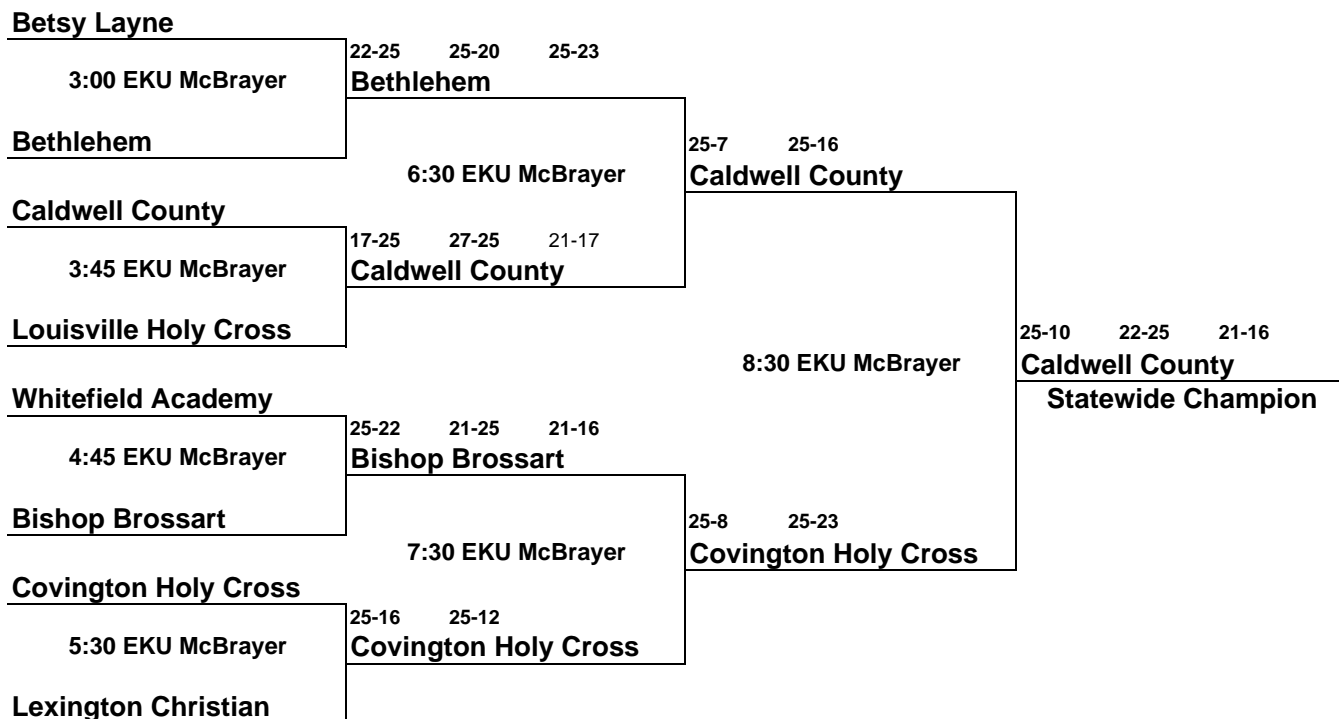 Betsy Layne
22-25 25-20 25-23
3:00 EKU McBrayer
Bethlehem
Bethlehem
25-7 25-16
6:30 EKU McBrayer
Caldwell County
Caldwell County
17-25 27-25 21-17
3:45 EKU McBrayer
Caldwell County
Louisville Holy Cross
25-10 22-25 21-16
8:30 EKU McBrayer
Caldwell County
Statewide Champion
Whitefield Academy
25-22 21-25 21-16
4:45 EKU McBrayer
Bishop Brossart
Bishop Brossart
25-8 25-23
7:30 EKU McBrayer
Covington Holy Cross
Covington Holy Cross
25-16 25-12
5:30 EKU McBrayer
Covington Holy Cross
Lexington Christian